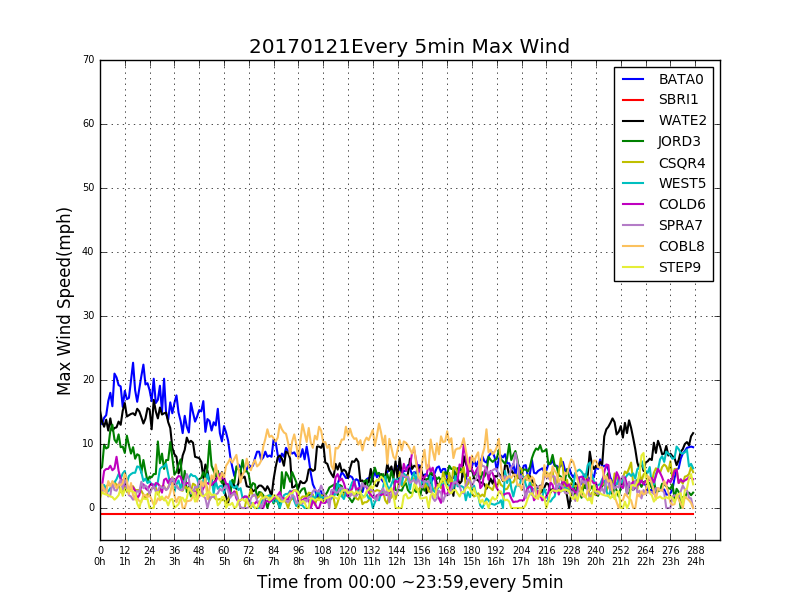 20170121Every 5min Max Wind
Max Wind Speed(mph)
70
60
50
40
30
20
10
0
BATA0
SBRI1
WATE2
JORD3
CSQR4
WEST5
COLD6
SPRA7
COBL8
STEP9
0 12 24 36 48 60 72 84 96 108 120 132 144 156 168 180 192 204 216 228 240 252 264 276 288
0h 1h 2h 3h 4h 5h 6h 7h 8h 9h 10h 11h 12h 13h 14h 15h 16h 17h 18h 19h 20h 21h 22h 23h 24h
Time from 00:00 ~23:59,every 5min